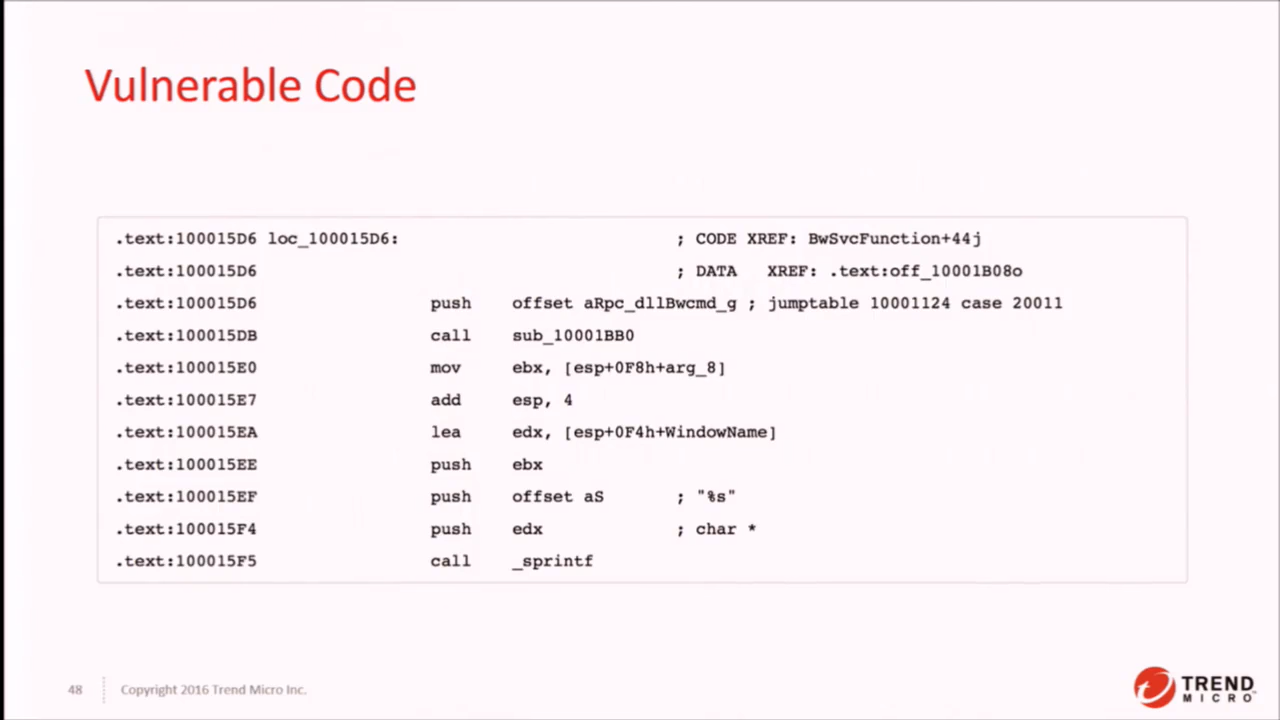 Vulnerable Code
.text:100015D6 loc_100015D6: ; CODE XREF: BwSvcFunction+44j
.text:100015D6 ; DATA XREF: .text:off_10001B08o
.text:100015D6 push offset aRpc_dllBwcmd_g ; jumptable 10001124 case 20011
.text:100015DB call sub_10001BB0
.text:100015E0 mov ebx, [esp+0F8h+arg_8]
.text:100015E7 add esp, 4
.text:100015EA lea edx, [esp+0F4h+WindowName]
.text:100015EE push ebx
.text:100015EF push offset aS ; "%s"
.text:100015F4 push edx ; char *
.text:100015F5 call _sprintf
48 Copyright 2016 Trend Micro Inc.
TREND
MICRO